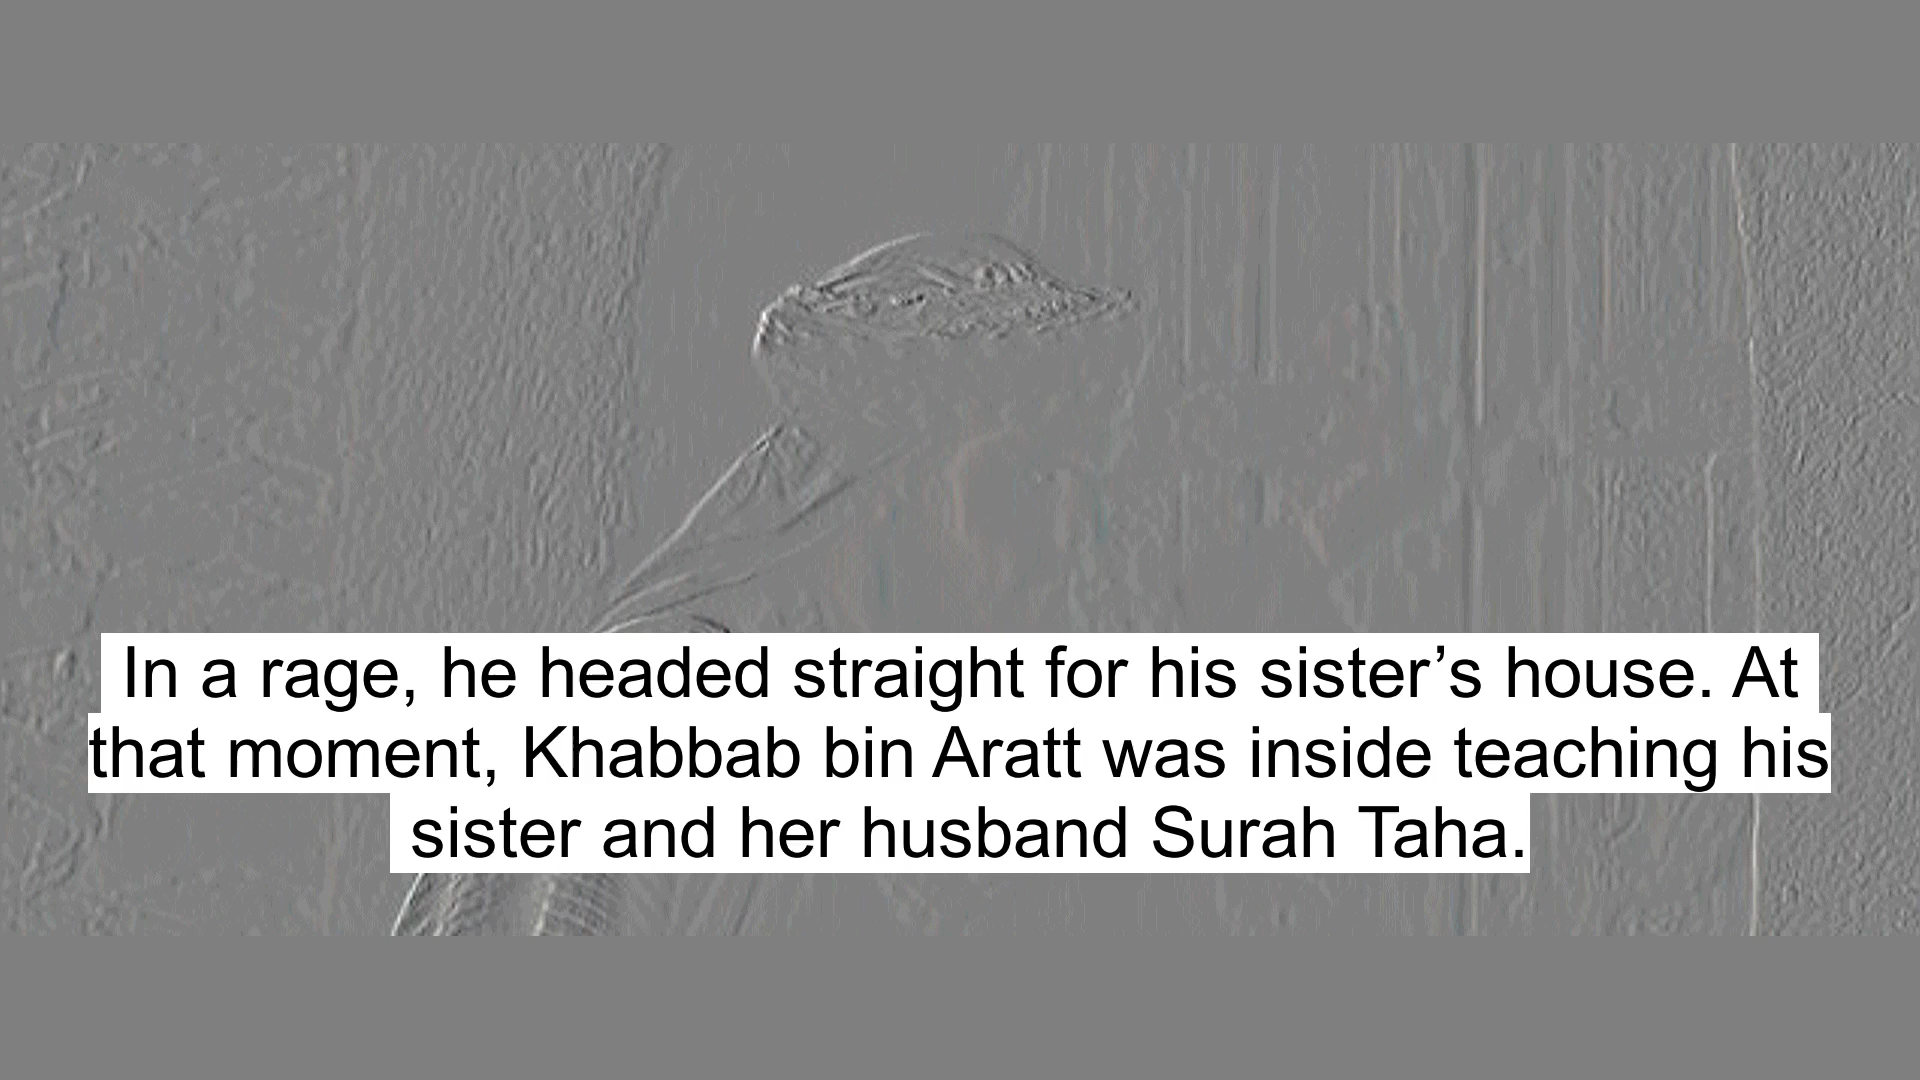 In a rage, he headed straight for his sister’s house. At
that moment, Khabbab bin Aratt was inside teaching his
sister and her husband Surah Taha.